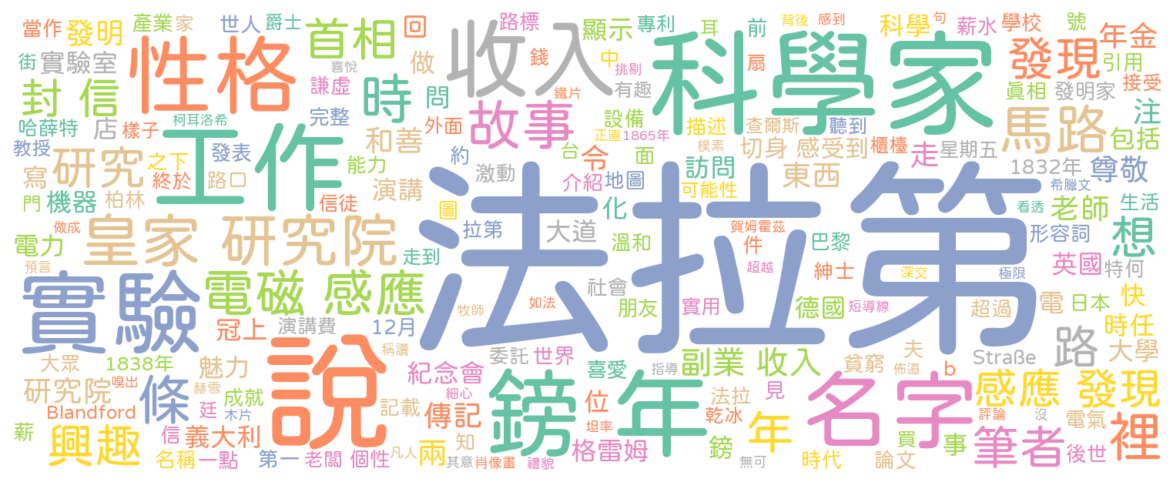 當作 發明 產業 家 世人 爵士 首相 回 路標 顯示 專利 耳 前 背後 感到 句 科學 薪水 學校 號
街 實驗室 性格 喜悅 做 收入 錢 中 挑剔 扇 科學家 發現 年金 引用
封 信 柯耳洛希 謙虛 時 問 鐵片 有趣 設備 真相 發明家 接受
哈薛特 店 樣子 完整 外面 故事 正直 1865年 樸素 描述 查爾斯 聽到 馬路 注
教授 研究 之下 發表 工作 和善 約 激動 台 令 面 訪問 切身 感受到 櫃檯 走 星期五 包括
寫 終於 路口 能力 介紹 地圖 可能性 東西 1832年 尊敬 希臘文
門 機器 柏林 信徒 演講 圖 化 法拉第 看透 老師 生活
電力 皇家 研究院 走到 拉第 大道 溫和 賀姆霍茲 件 巴黎 形容詞 想
做成 預言 超越 紳士 深交 極限 英國 特何
實驗 電磁 感應 社會 朋友 實用 德國 短導線 超過 電 日本 快
冠上 演講費 12月 牧師 如法 時任
大眾 1838年 魅力 說 稱讚 紀念會 委託 世界 喜愛 指導 副業 收入 貧窮 夫 Straße 路 大學
研究院 嗅出 赫雪 成就 細心 鎊 年 位 法拉 見 佈道 名字 b 感應 發現
Blandford 木片 廷 條 記載 傳記 坦率 乾冰 評論 沒 電氣
薪 興趣 信 義大利 凡人 兩 知 格雷姆 鎊 年 買 事 筆者 裡
名稱 一點 第一 老闆 個性 其意 肖像畫 禮貌 無可 時代 論文 後世